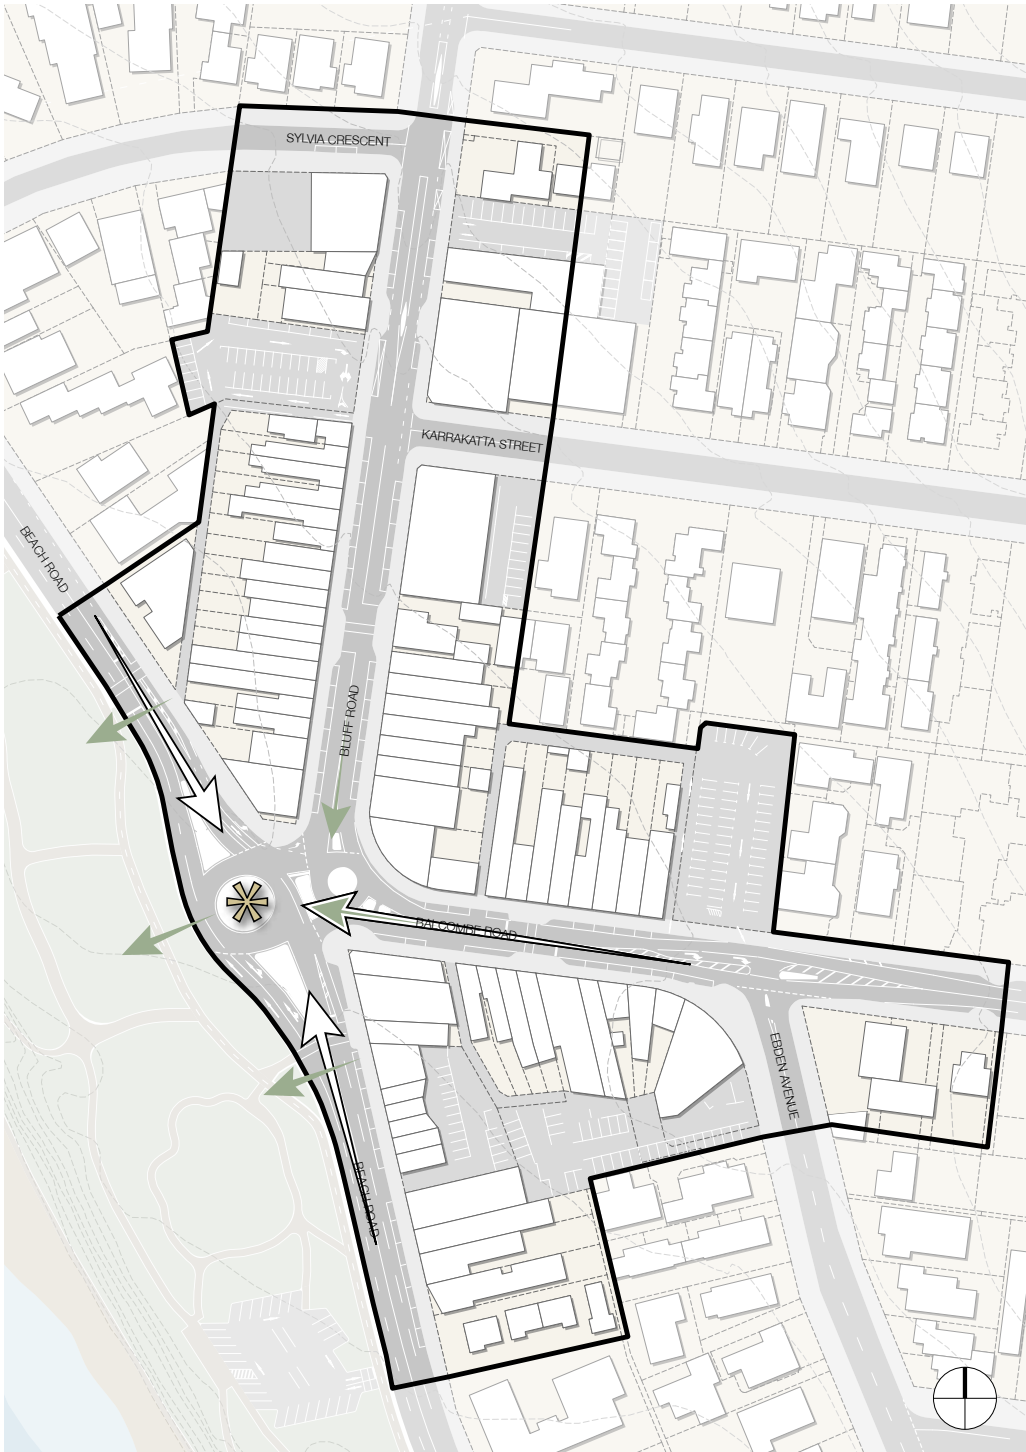 SYLVIA CRESCENT
KARRAKATTA STREET
BEACH ROAD
BLUFF ROAD
BALCOMBE ROAD
EBDEN AVENUE
BEACH ROAD